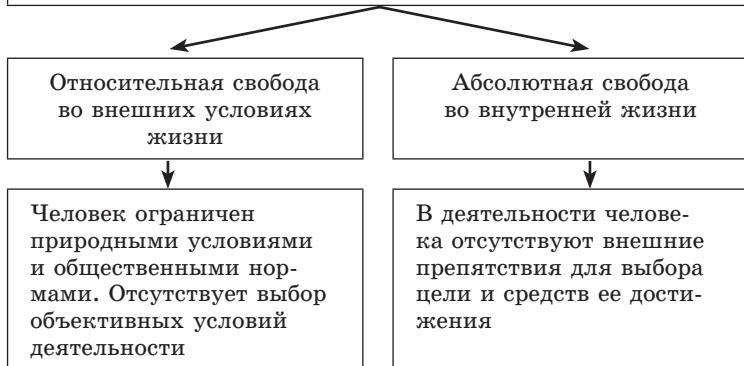 Относительная свобода
во внешних условиях
жизни
Абсолютная свобода
во внутренней жизни
Человек ограничен
природными условиями
и общественными нор-
мами. Отсутствует выбор
объективных условий
деятельности
В деятельности челове-
ка отсутствуют внешние
препятствия для выбора
цели и средств ее дости-
жения